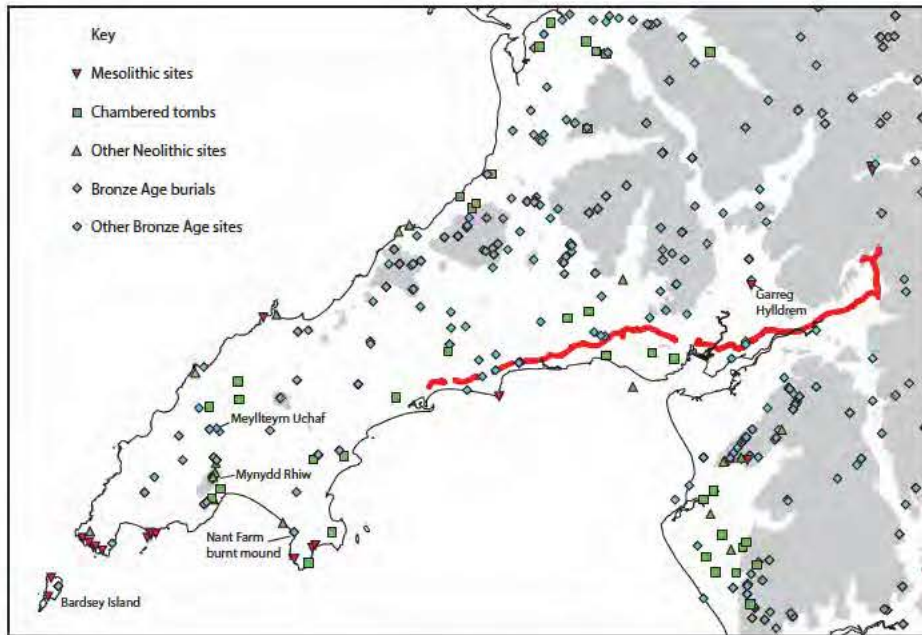 Key
Mesolithic sites
Chambered tombs
Other Neolithic sites
Bronze Age burials
Other Bronze Age sites
Garreg
Hylldrem
Meyllteym Uchaf
Mynydd Rhiw
Nant Farm
burnt mound
Bardsey Island